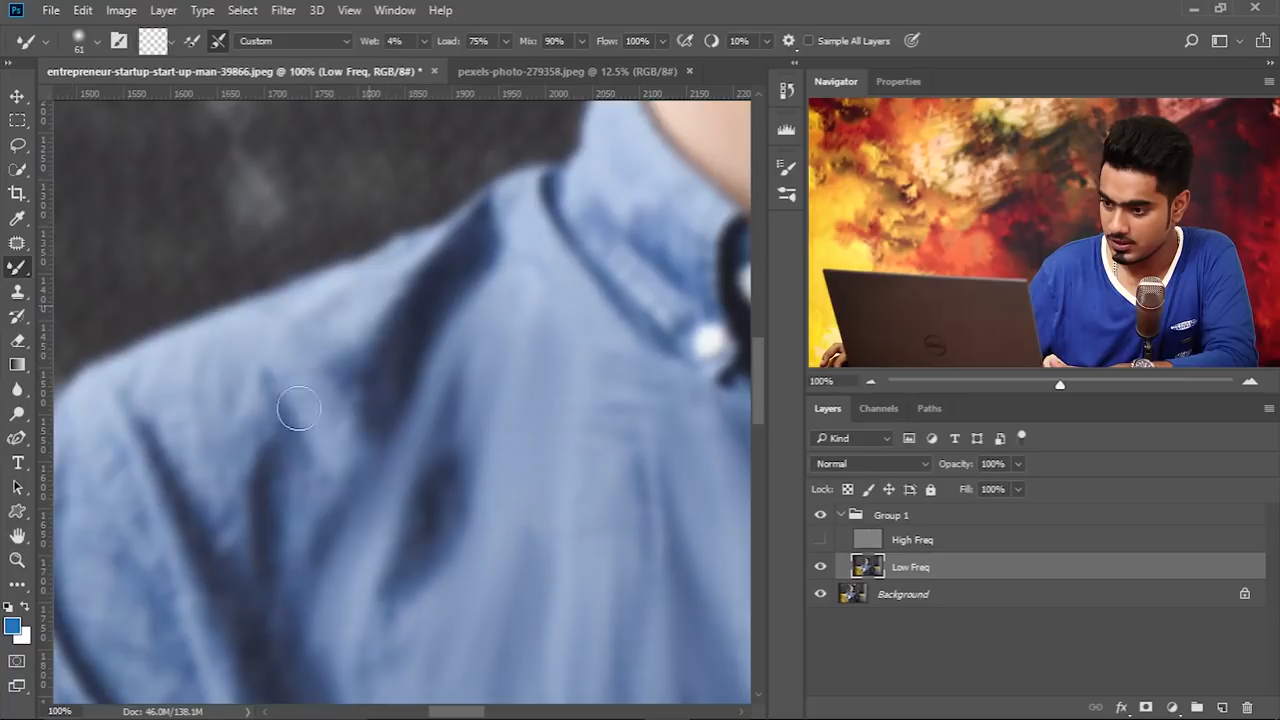 Ps File Edit Image Layer Type Select Filter 3D View Window Help
61 Custom Wet: 4% Load: 75% Mix: 90% Flow: 100% 10% Sample All Layers
entrepreneur-startup-start-up-man-39866.jpeg @ 100% (Low Freq, RGB/8#) * × pexels-photo-279358.jpeg @ 12.5% (RGB/8#) ×
1500 1650 1700 1750 1800 1850 1900 1950 2000 2050 2100 2150 220
Navigator Properties
100%
Layers Channels Paths
Kind
Normal Opacity: 100%
Lock: Fill: 100%
Group 1
High Freq
Low Freq
Background
100% Doc: 46.0M/138.1M